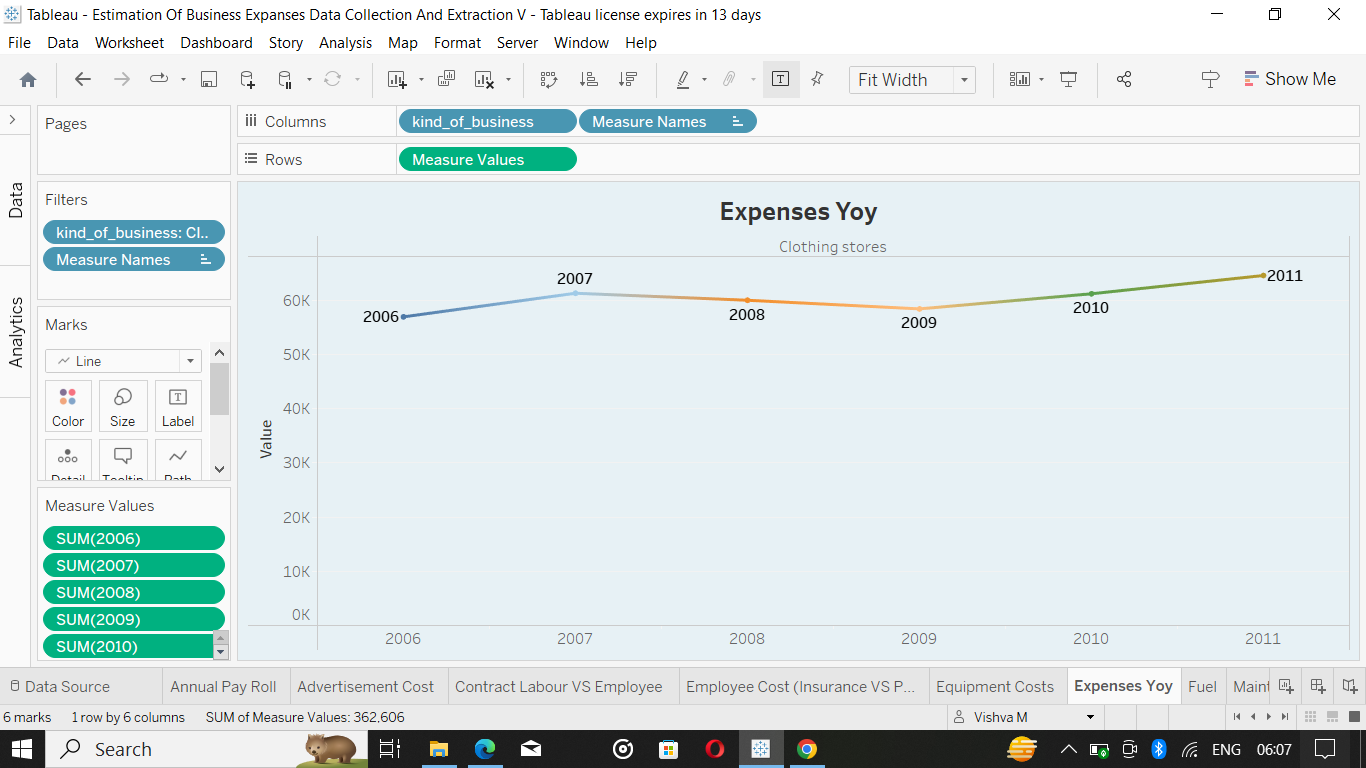 Tableau - Estimation Of Business Expanses Data Collection And Extraction V - Tableau license expires in 13 days
File Data Worksheet Dashboard Story Analysis Map Format Server Window Help
Fit Width
Show Me
Data
Analytics
Pages
Columns
kind_of_business
Measure Names
Rows
Measure Values
Filters
kind_of_business: Cl..
Measure Names
Marks
Line
Color Size Label
Detail Tooltip Path
Measure Values
SUM(2006)
SUM(2007)
SUM(2008)
SUM(2009)
SUM(2010)
Expenses Yoy
Clothing stores
2006
2007
2008
2009
2010
2011
Value
60K
50K
40K
30K
20K
10K
0K
2006 2007 2008 2009 2010 2011
Data Source Annual Pay Roll Advertisement Cost Contract Labour VS Employee Employee Cost (Insurance VS P... Equipment Costs Expenses Yoy Fuel Maint
6 marks 1 row by 6 columns SUM of Measure Values: 362,606 Vishva M
Search ENG 06:07